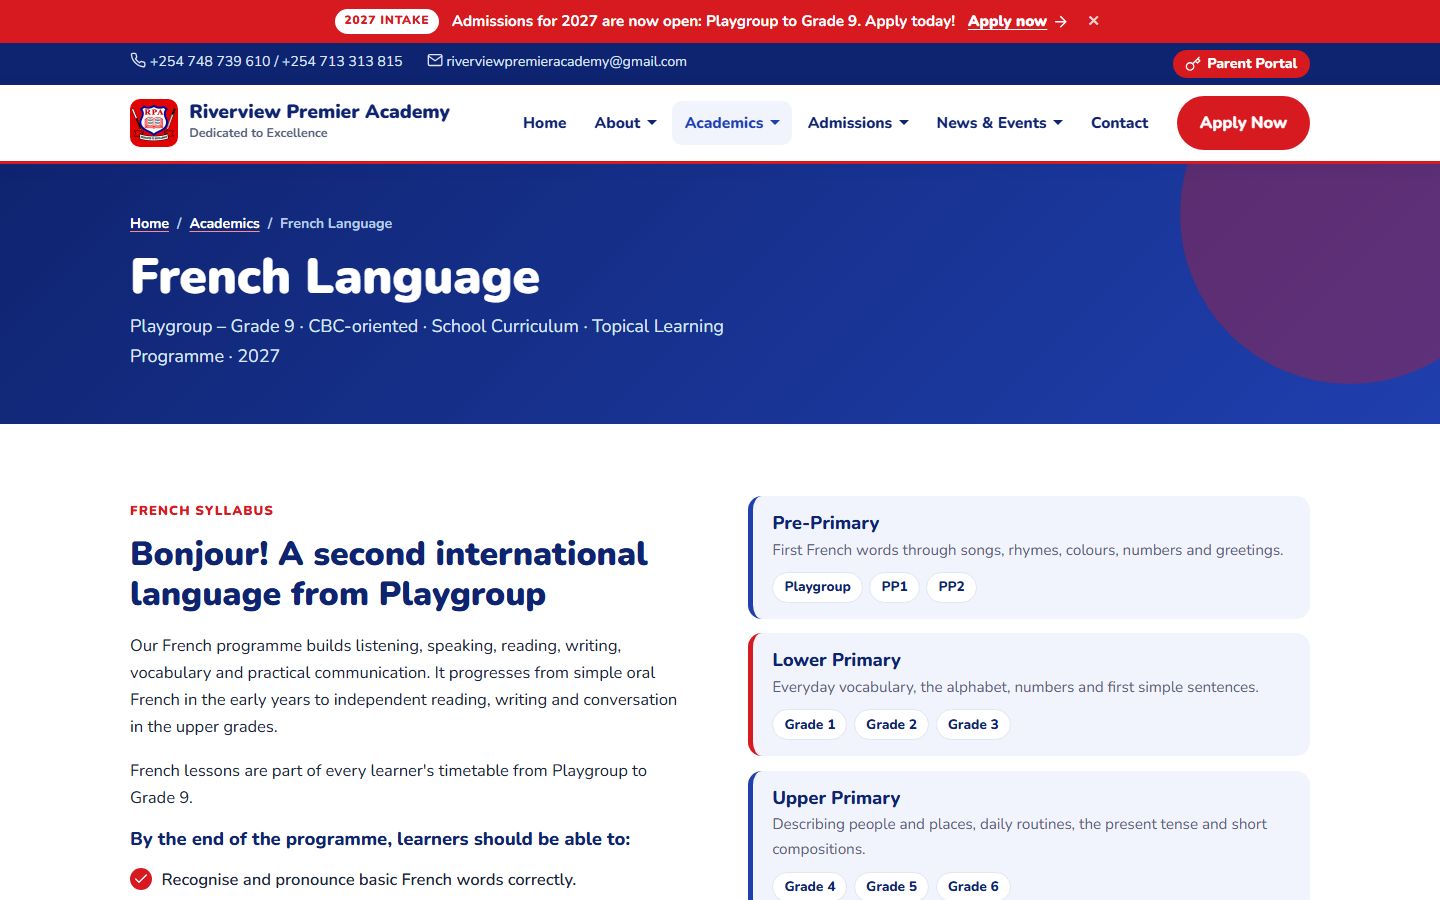 2027 INTAKE Admissions for 2027 are now open: Playgroup to Grade 9. Apply today! Apply now → ✕
+254 748 739 610 / +254 713 313 815 riverviewpremieracademy@gmail.com Parent Portal
RPA
Riverview Premier Academy
Dedicated to Excellence
Home About Academics Admissions News & Events Contact Apply Now
Home / Academics / French Language
French Language
Playgroup – Grade 9 · CBC-oriented · School Curriculum · Topical Learning
Programme · 2027
FRENCH SYLLABUS
Bonjour! A second international
language from Playgroup
Our French programme builds listening, speaking, reading, writing,
vocabulary and practical communication. It progresses from simple oral
French in the early years to independent reading, writing and conversation
in the upper grades.
French lessons are part of every learner's timetable from Playgroup to
Grade 9.
By the end of the programme, learners should be able to:
Recognise and pronounce basic French words correctly.
Pre-Primary
First French words through songs, rhymes, colours, numbers and greetings.
Playgroup PP1 PP2
Lower Primary
Everyday vocabulary, the alphabet, numbers and first simple sentences.
Grade 1 Grade 2 Grade 3
Upper Primary
Describing people and places, daily routines, the present tense and short
compositions.
Grade 4 Grade 5 Grade 6